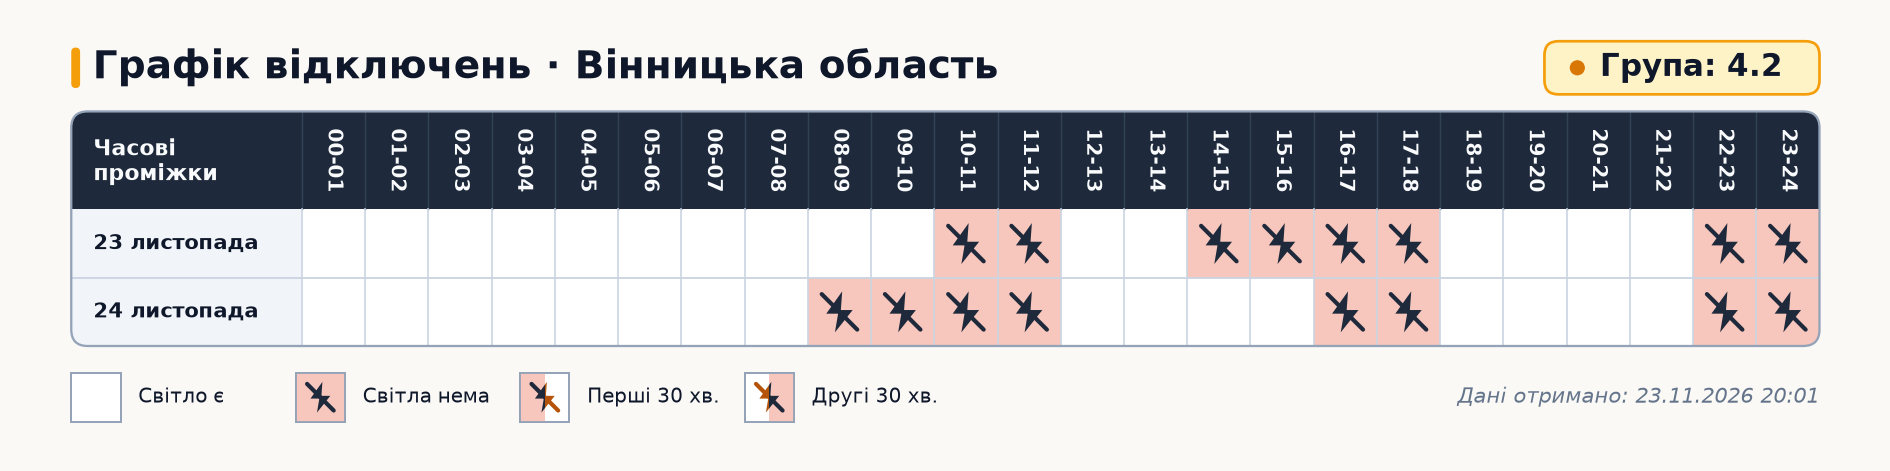 Графік відключень · Вінницька область
Група: 4.2
Часові
проміжки
00-01 01-02 02-03 03-04 04-05 05-06 06-07 07-08 08-09 09-10 10-11 11-12 12-13 13-14 14-15 15-16 16-17 17-18 18-19 19-20 20-21 21-22 22-23 23-24
23 листопада
24 листопада
Світло є Світла нема Перші 30 хв. Другі 30 хв.
Дані отримано: 23.11.2026 20:01